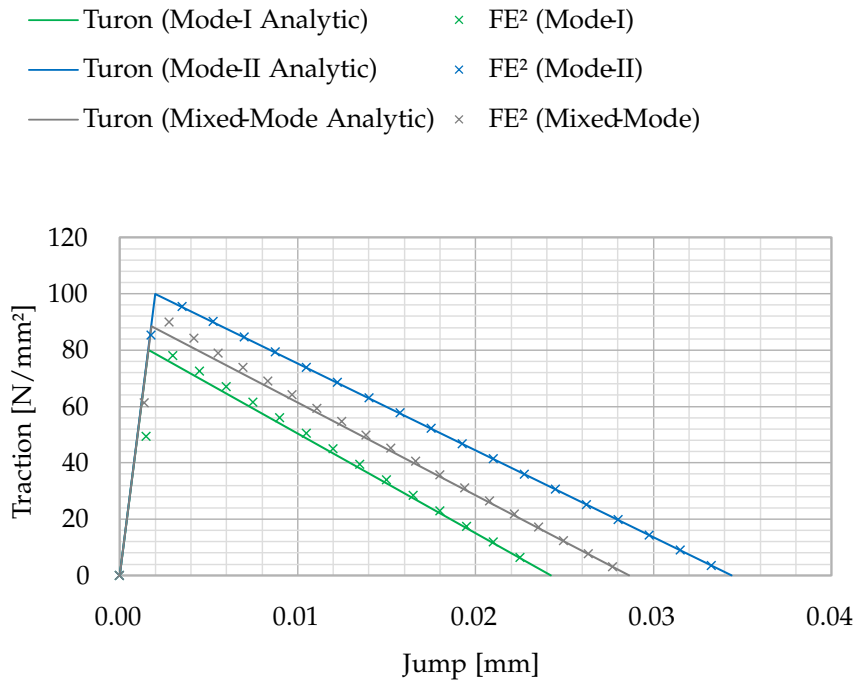 Turon (Mode-I Analytic) × FE² (Mode-I)
Turon (Mode-II Analytic) × FE² (Mode-II)
Turon (Mixed-Mode Analytic) × FE² (Mixed-Mode)
120
100
80
60
40
20
0
Traction [N/mm²]
0.00 0.01 0.02 0.03 0.04
Jump [mm]